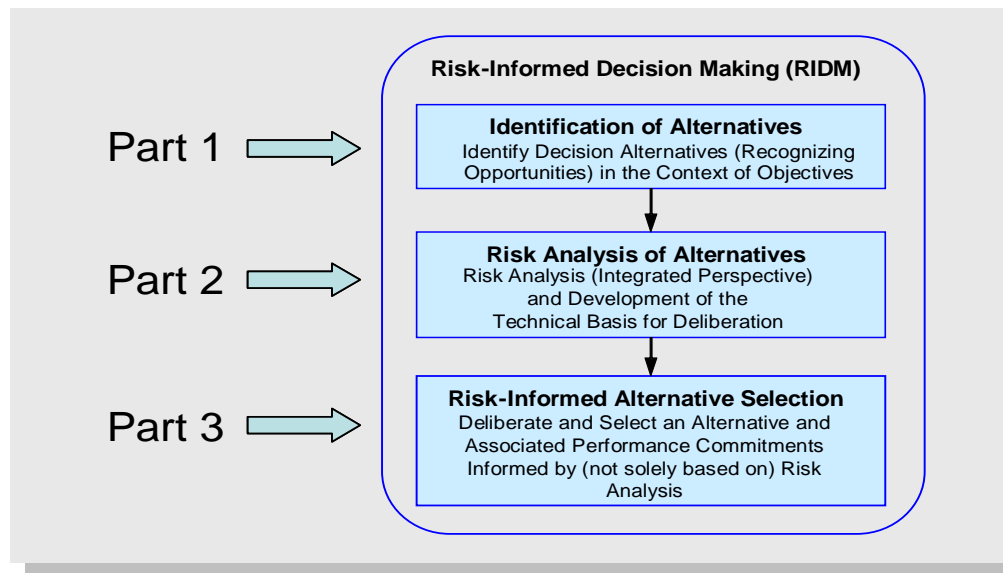 Risk-Informed Decision Making (RIDM)
Part 1
Identification of Alternatives
Identify Decision Alternatives (Recognizing
Opportunities) in the Context of Objectives
Part 2
Risk Analysis of Alternatives
Risk Analysis (Integrated Perspective)
and Development of the
Technical Basis for Deliberation
Part 3
Risk-Informed Alternative Selection
Deliberate and Select an Alternative and
Associated Performance Commitments
Informed by (not solely based on) Risk
Analysis